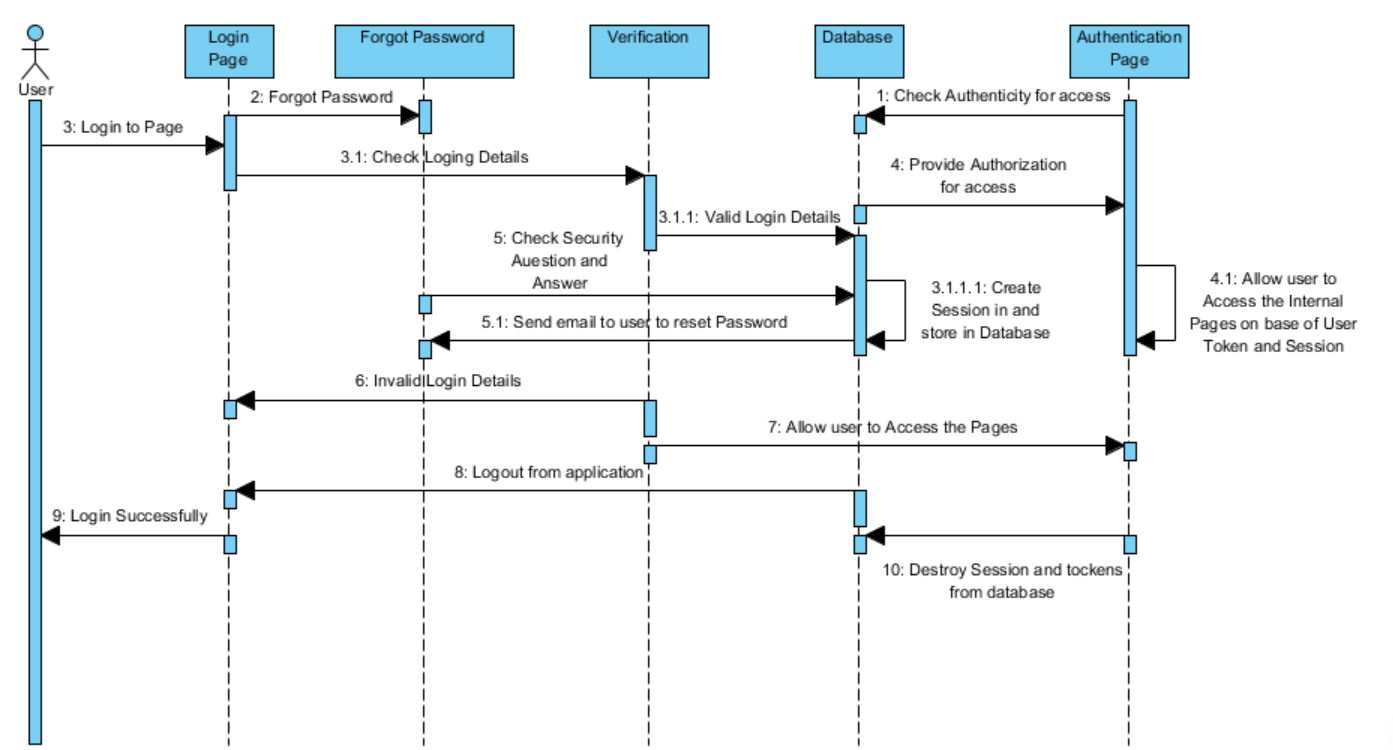 User
Login
Page
Forgot Password
Verification
Database
Authentication
Page
2: Forgot Password
1: Check Authenticity for access
3: Login to Page
3.1: Check Loging Details
4: Provide Authorization
for access
3.1.1: Valid Login Details
5: Check Security
Auestion and
Answer
3.1.1.1: Create
Session in and
store in Database
4.1: Allow user to
Access the Internal
Pages on base of User
Token and Session
5.1: Send email to user to reset Password
6: Invalid Login Details
7: Allow user to Access the Pages
8: Logout from application
9: Login Successfully
10: Destroy Session and tockens
from database